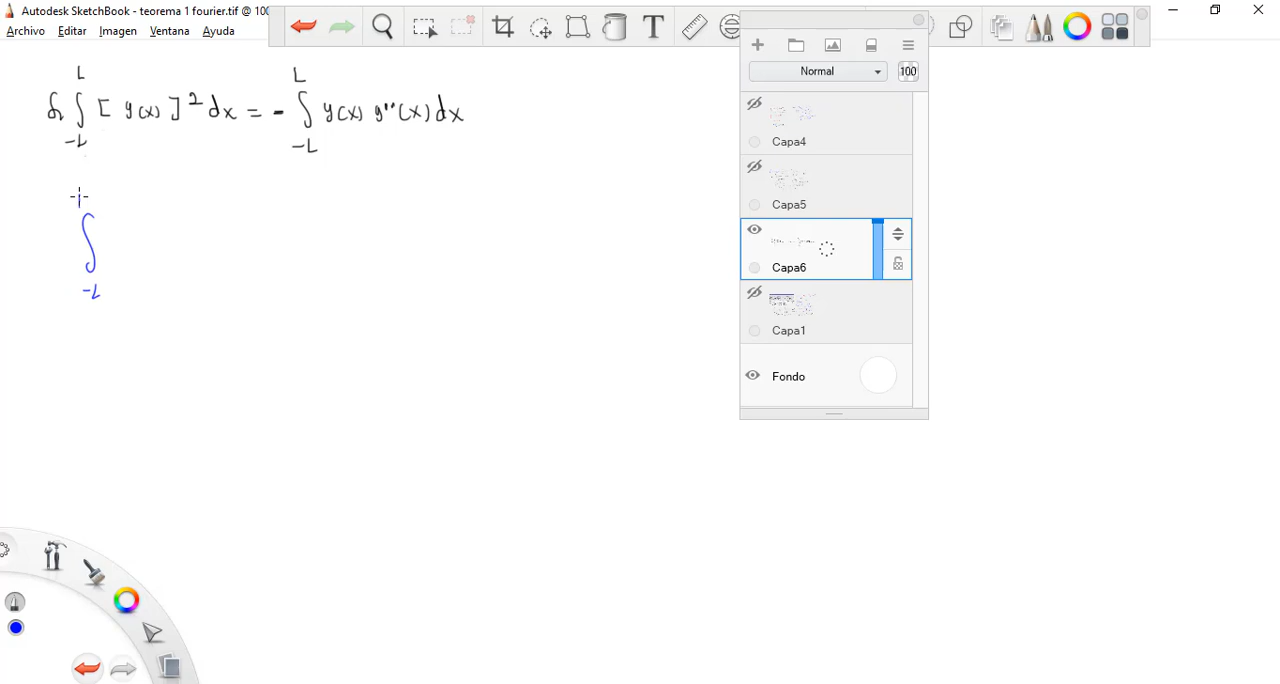 Autodesk SketchBook - teorema 1 fourier.tif @ 100
Archivo Editar Imagen Ventana Ayuda
T
Normal 100
Capa4
Capa5
Capa6
Capa1
Fondo
L L
∫ [ y(x) ]² dx = - ∫ y(x) y''(x) dx
-L -L
∫
-L